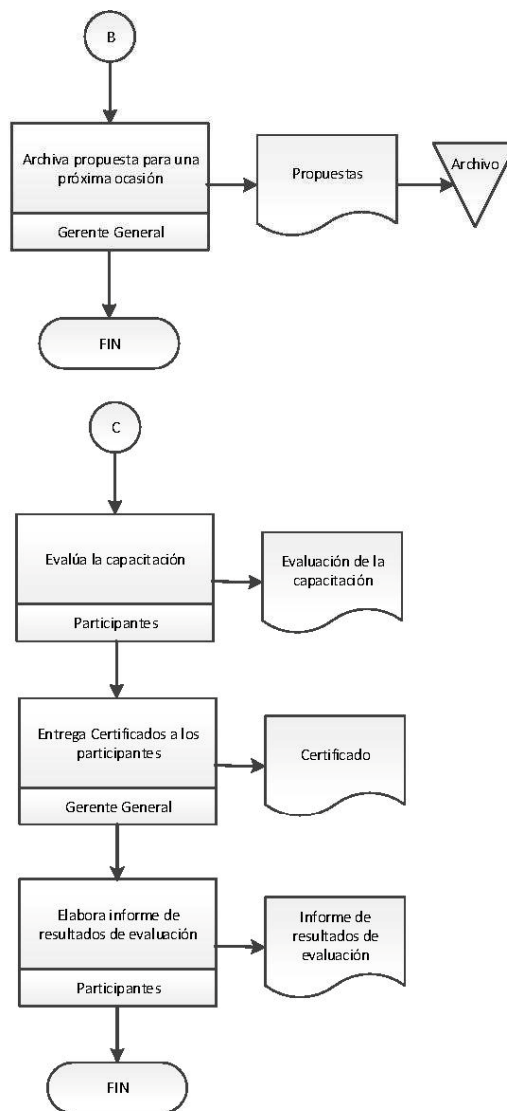 B
Archiva propuesta para una
próxima ocasión
Gerente General
Propuestas
Archivo
FIN
C
Evalúa la capacitación
Participantes
Evaluación de la
capacitación
Entrega Certificados a los
participantes
Gerente General
Certificado
Elabora informe de
resultados de evaluación
Participantes
Informe de
resultados de
evaluación
FIN